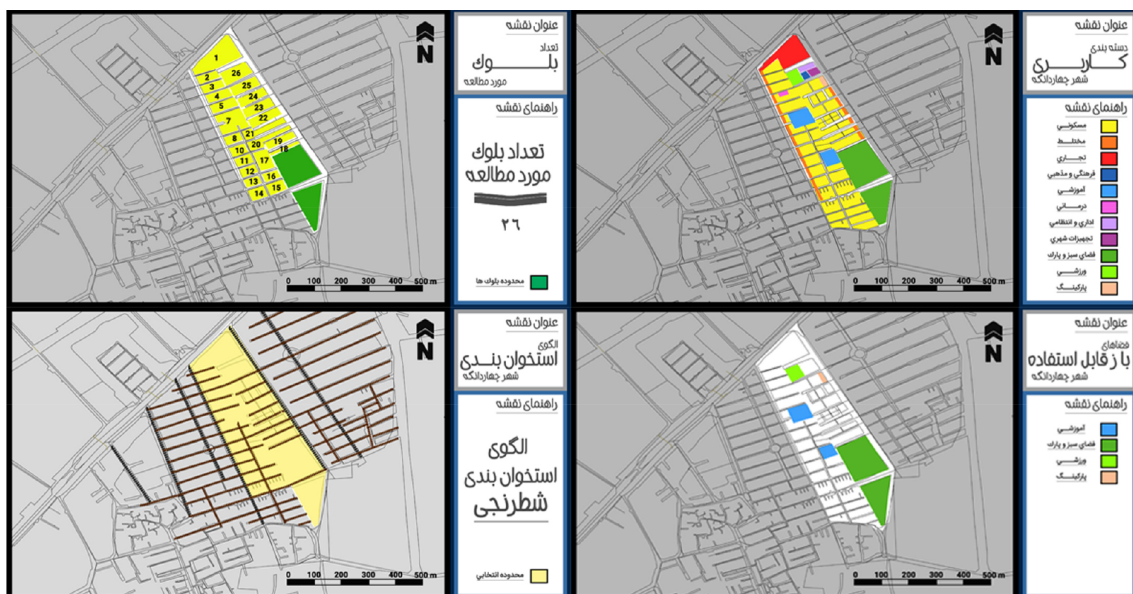 1
2
26
3
25
4
24
5
23
7
22
8
21
19
10
20
18
11
17
12
16
13
15
14
N
0 100 200 300 400 500 m
عنوان نقشه
تعداد
بلوک
مورد مطالعه
راهنمای نقشه
تعداد بلوک
مورد مطالعه
۲۶
محدوده بلوک ها
N
0 100 200 300 400 500 m
عنوان نقشه
دسته بندی
کاربری
شهر چهاردانگه
راهنمای نقشه
مسکونی
مختلط
تجاری
فرهنگی و مذهبی
آموزشی
درمانی
اداری و انتظامی
تجهیزات شهری
فضای سبز و پارک
ورزشی
پارکینگ
N
0 100 200 300 400 500 m
عنوان نقشه
الگوی
استخوان بندی
شهر چهاردانگه
راهنمای نقشه
الگوی
استخوان بندی
شطرنجی
محدوده انتخابی
N
0 100 200 300 400 500 m
عنوان نقشه
فضاهای
باز قابل استفاده
شهر چهاردانگه
راهنمای نقشه
آموزشی
فضای سبز و پارک
ورزشی
پارکینگ